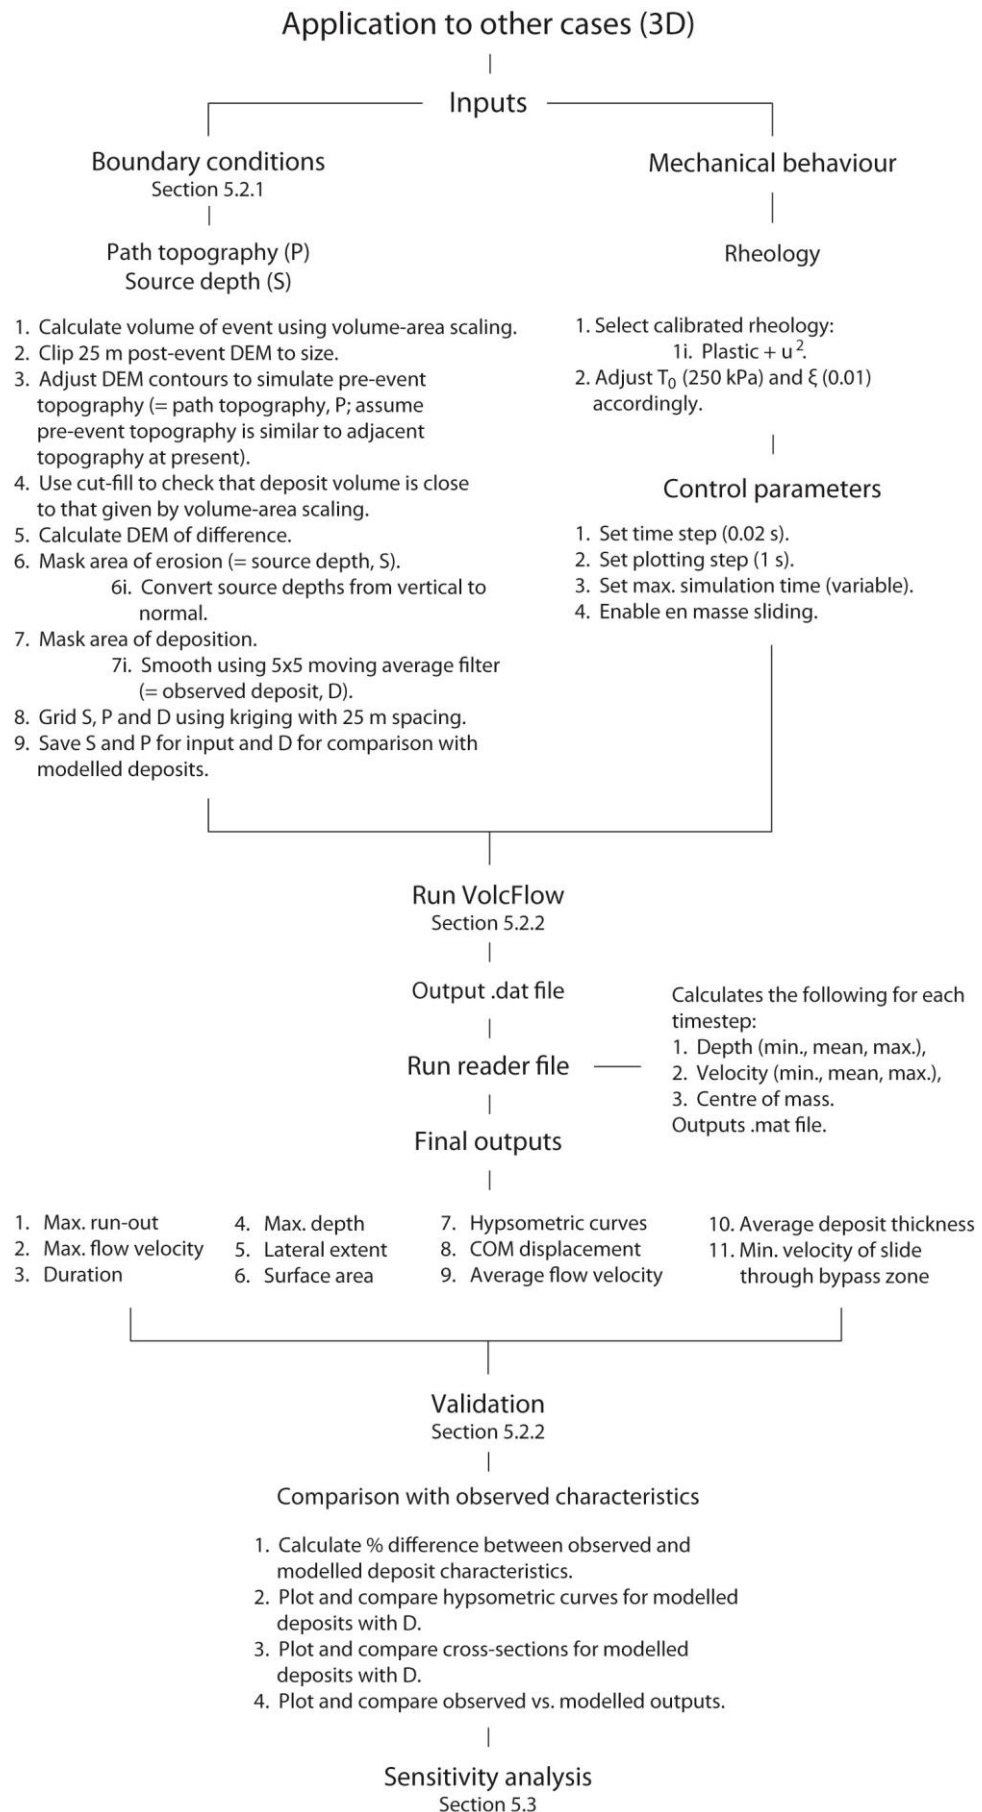 Application to other cases (3D)
Inputs
Boundary conditions
Section 5.2.1
Path topography (P)
Source depth (S)
1. Calculate volume of event using volume-area scaling.
2. Clip 25 m post-event DEM to size.
3. Adjust DEM contours to simulate pre-event
topography (= path topography, P; assume
pre-event topography is similar to adjacent
topography at present).
4. Use cut-fill to check that deposit volume is close
to that given by volume-area scaling.
5. Calculate DEM of difference.
6. Mask area of erosion (= source depth, S).
6i. Convert source depths from vertical to
normal.
7. Mask area of deposition.
7i. Smooth using 5x5 moving average filter
(= observed deposit, D).
8. Grid S, P and D using kriging with 25 m spacing.
9. Save S and P for input and D for comparison with
modelled deposits.
Mechanical behaviour
Rheology
1. Select calibrated rheology:
1i. Plastic + u².
2. Adjust T₀ (250 kPa) and ξ (0.01)
accordingly.
Control parameters
1. Set time step (0.02 s).
2. Set plotting step (1 s).
3. Set max. simulation time (variable).
4. Enable en masse sliding.
Run VolcFlow
Section 5.2.2
Output .dat file
Run reader file
Calculates the following for each
timestep:
1. Depth (min., mean, max.),
2. Velocity (min., mean, max.),
3. Centre of mass.
Outputs .mat file.
Final outputs
1. Max. run-out
2. Max. flow velocity
3. Duration
4. Max. depth
5. Lateral extent
6. Surface area
7. Hypsometric curves
8. COM displacement
9. Average flow velocity
10. Average deposit thickness
11. Min. velocity of slide
through bypass zone
Validation
Section 5.2.2
Comparison with observed characteristics
1. Calculate % difference between observed and
modelled deposit characteristics.
2. Plot and compare hypsometric curves for modelled
deposits with D.
3. Plot and compare cross-sections for modelled
deposits with D.
4. Plot and compare observed vs. modelled outputs.
Sensitivity analysis
Section 5.3